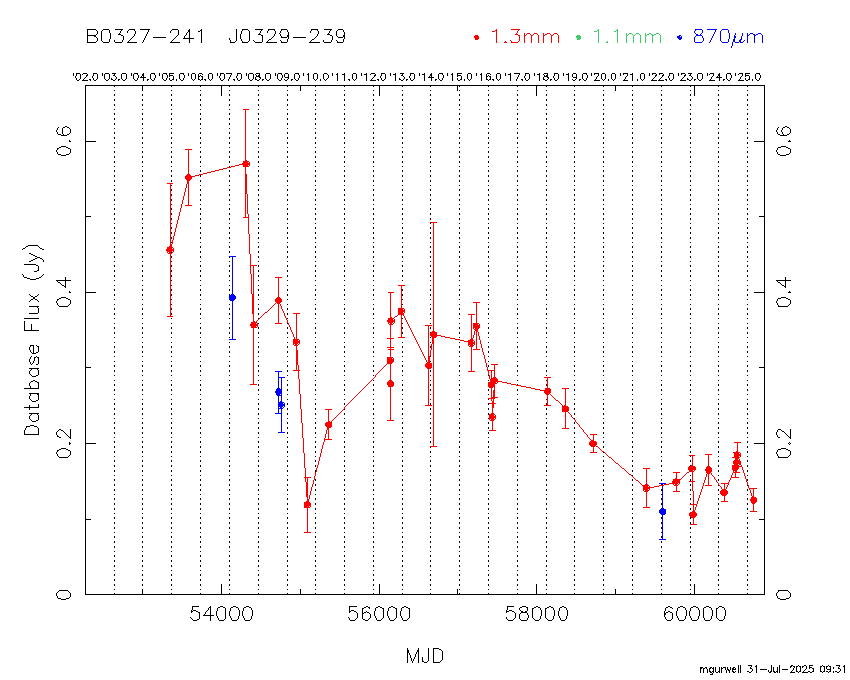 B0327-241 J0329-239 1.3mm 1.1mm 870μm
'02.0 '03.0 '04.0 '05.0 '06.0 '07.0 '08.0 '09.0 '10.0 '11.0 '12.0 '13.0 '14.0 '15.0 '16.0 '17.0 '18.0 '19.0 '20.0 '21.0 '22.0 '23.0 '24.0 '25.0
0.6 0.6
0.4 0.4
Database Flux (Jy)
0.2 0.2
0 0
54000 56000 58000 60000
MJD
mgurwell 31-Jul-2025 09:31